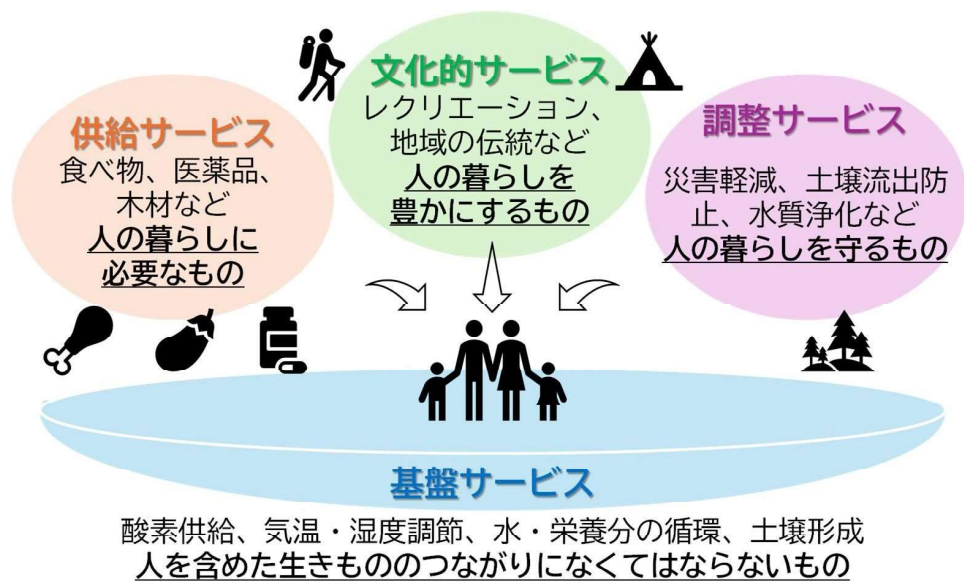 文化的サービス
レクリエーション、
地域の伝統など
人の暮らしを
豊かにするもの
供給サービス
食べ物、医薬品、
木材など
人の暮らしに
必要なもの
調整サービス
災害軽減、土壌流出防
止、水質浄化など
人の暮らしを守るもの
基盤サービス
酸素供給、気温・湿度調節、水・栄養分の循環、土壌形成
人を含めた生きもののつながりになくてはならないもの